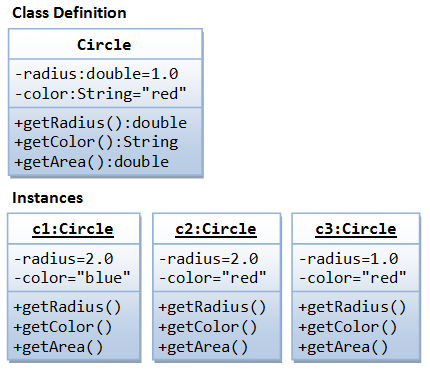 Class Definition
Circle
-radius:double=1.0
-color:String="red"
+getRadius():double
+getColor():String
+getArea():double
Instances
c1:Circle
-radius=2.0
-color="blue"
+getRadius()
+getColor()
+getArea()
c2:Circle
-radius=2.0
-color="red"
+getRadius()
+getColor()
+getArea()
c3:Circle
-radius=1.0
-color="red"
+getRadius()
+getColor()
+getArea()